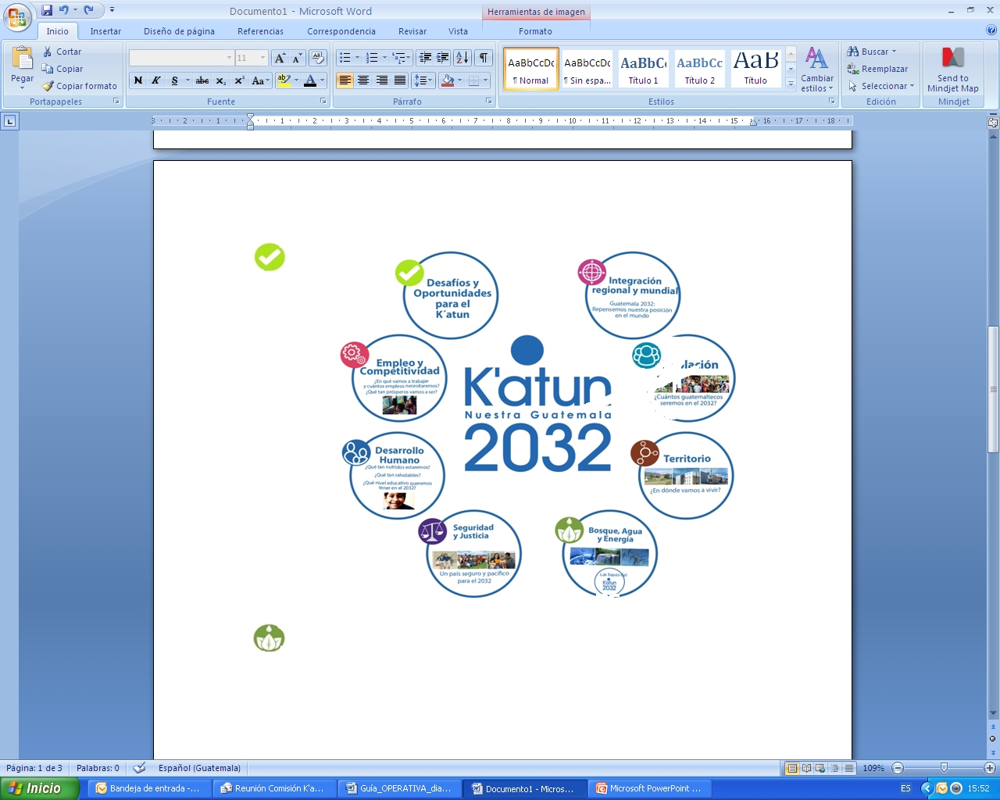 Documento1 - Microsoft Word
Herramientas de imagen
Inicio
Insertar
Diseño de página
Referencias
Correspondencia
Revisar
Vista
Formato
Pegar
Cortar
Copiar
Copiar formato
Portapapeles
11
N K S abc x₂ x² Aa
Fuente
Párrafo
AaBbCcDc
¶ Normal
AaBbCcDc
¶ Sin espa...
AaBbC
Título 1
AaBbCc
Título 2
AaB
Título
Cambiar
estilos
Estilos
Buscar
Reemplazar
Seleccionar
Edición
Send to
Mindjet Map
Mindjet
3 2 1 1 2 3 4 5 6 7 8 9 10 11 12 13 14 15 16 17 18
Desafíos y
Oportunidades
para el
K´atun
Integración
regional y mundial
Guatemala 2032:
Repensemos nuestra posición
en el mundo
Empleo y
Competitividad
¿En qué vamos a trabajar
y cuántos empleos necesitaremos?
¿Qué tan prósperos vamos a ser?
K'atun
Nuestra Guatemala
2032
lación
¿Cuántos guatemaltecos
seremos en el 2032?
Desarrollo
Humano
¿Qué tan nutridos estaremos?
¿Qué tan saludables?
¿Qué nivel educativo queremos
tener en el 2032?
Territorio
¿En dónde vamos a vivir?
Seguridad
y Justicia
Un país seguro y pacífico
para el 2032
Bosque, Agua
y Energía
Las bases del
K'atun
2032
Página: 1 de 3
Palabras: 0
Español (Guatemala)
109%
Inicio
Bandeja de entrada -...
Reunión Comisión K'a...
Guía_OPERATIVA_dia...
Documento1 - Micros...
Microsoft PowerPoint ...
ES
15:52